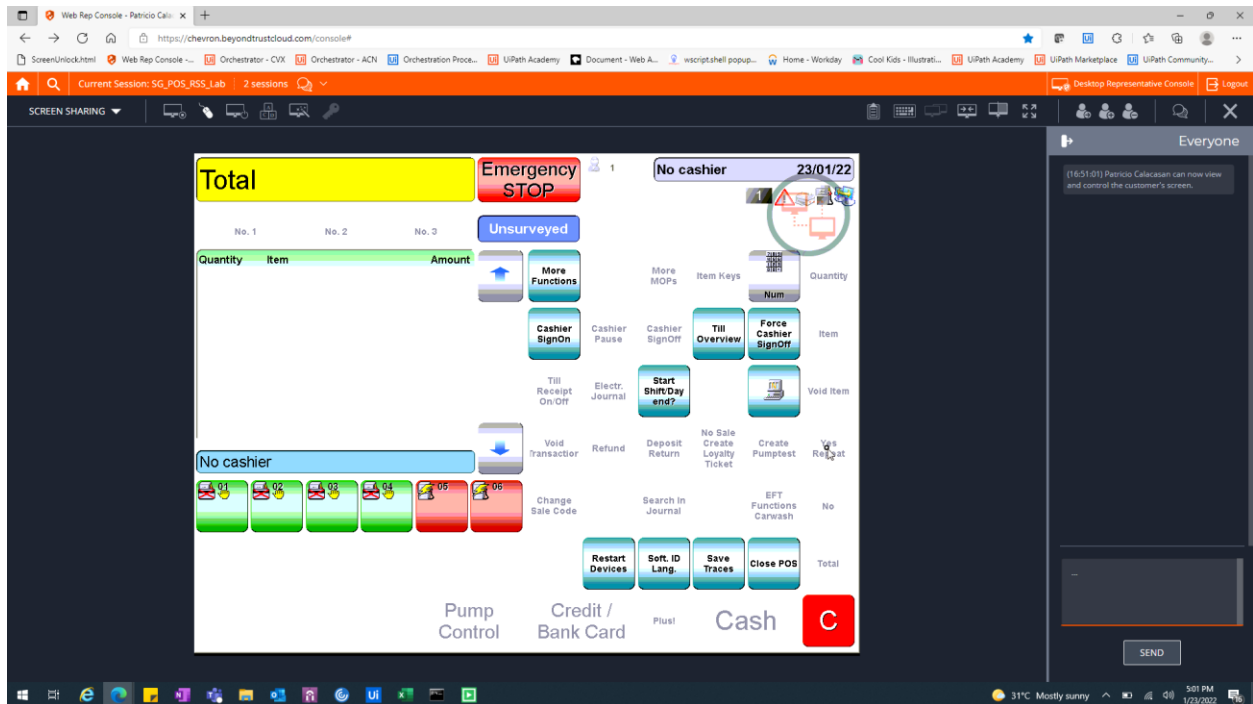 Web Rep Console - Patricio Cala
https://chevron.beyondtrustcloud.com/console#
ScreenUnlock.html Web Rep Console -... Orchestrator - CVX Orchestrator - ACN Orchestration Proce... UiPath Academy Document - Web A... wscript.shell popup... Home - Workday Cool Kids - Illustrati... UiPath Academy UiPath Marketplace UiPath Community...
Current Session: SG_POS_RSS_Lab 2 sessions Desktop Representative Console Logout
SCREEN SHARING
Everyone
(16:51:01) Patricio Calacasan can now view
and control the customer's screen.
Total
Emergency
STOP
1
No cashier 23/01/22
1
No. 1 No. 2 No. 3
Unsurveyed
Quantity Item Amount
More
Functions
More
MOPs
Item Keys
Num
Quantity
Cashier
SignOn
Cashier
Pause
Cashier
SignOff
Till
Overview
Force
Cashier
SignOff
Item
Till
Receipt
On/Off
Electr.
Journal
Start
Shift/Day
end?
Void Item
Void
Transactior
Refund
Deposit
Return
No Sale
Create
Loyalty
Ticket
Create
Pumptest
Yes
No cashier
01 02 03 04 05 06
Change
Sale Code
Search in
Journal
EFT
Functions
Carwash
No
Restart
Devices
Soft. ID
Lang.
Save
Traces
Close POS
Total
Pump
Control
Credit /
Bank Card
Plus!
Cash
C
...
SEND
31°C Mostly sunny
5:01 PM
1/23/2022